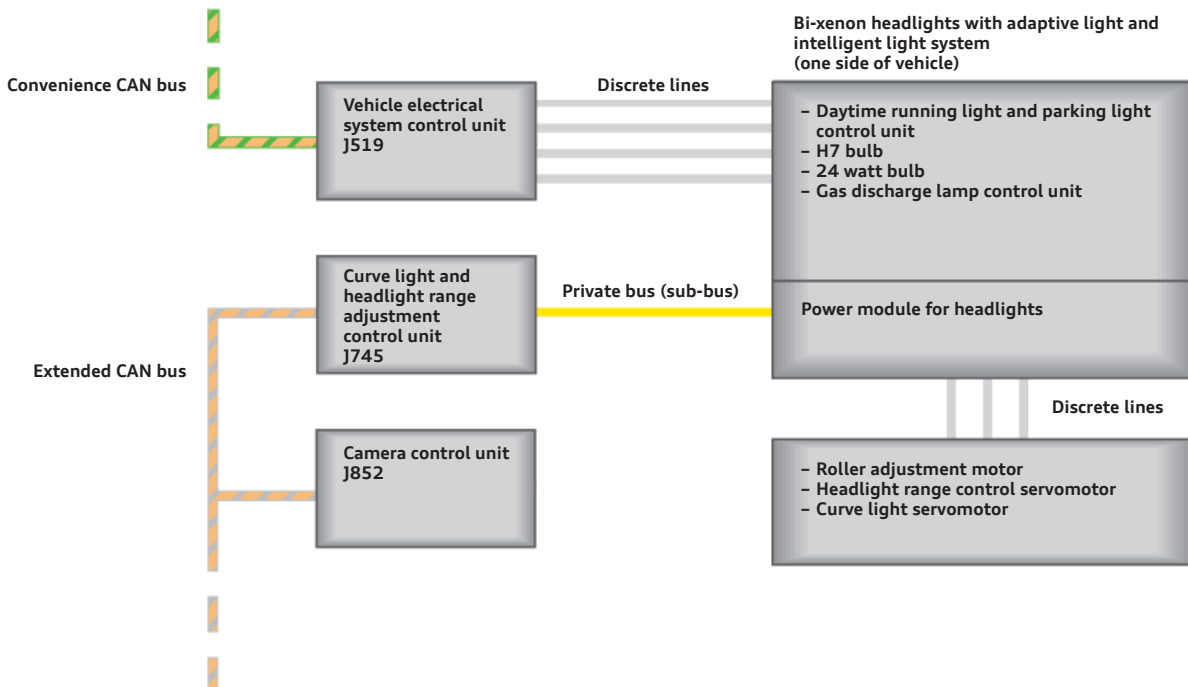 Bi-xenon headlights with adaptive light and
intelligent light system
(one side of vehicle)
Convenience CAN bus
Vehicle electrical
system control unit
J519
Discrete lines
– Daytime running light and parking light
control unit
– H7 bulb
– 24 watt bulb
– Gas discharge lamp control unit
Curve light and
headlight range
adjustment
control unit
J745
Private bus (sub-bus)
Power module for headlights
Extended CAN bus
Discrete lines
Camera control unit
J852
– Roller adjustment motor
– Headlight range control servomotor
– Curve light servomotor